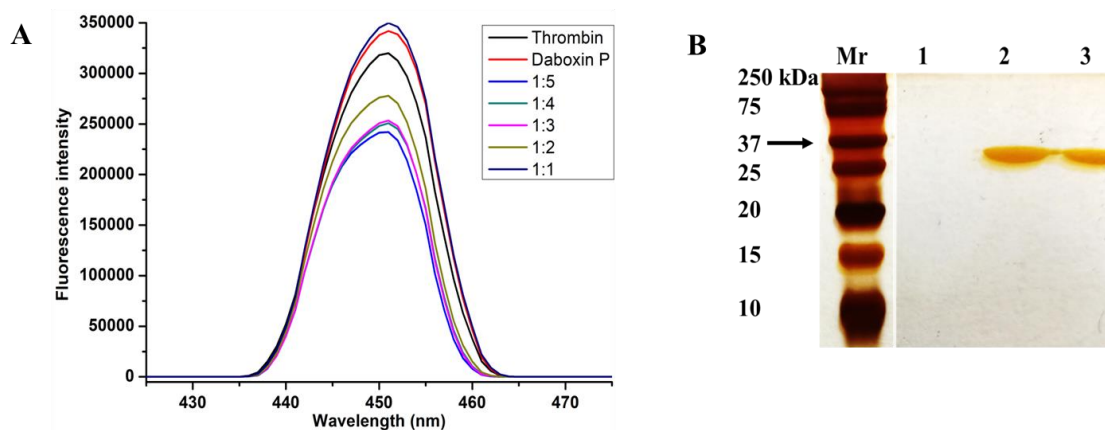 A
Fluorescence intensity
350000
300000
250000
200000
150000
100000
50000
0
430 440 450 460 470
Wavelength (nm)
Thrombin
Daboxin P
1:5
1:4
1:3
1:2
1:1
B
Mr 1 2 3
250 kDa
75
37
25
20
15
10